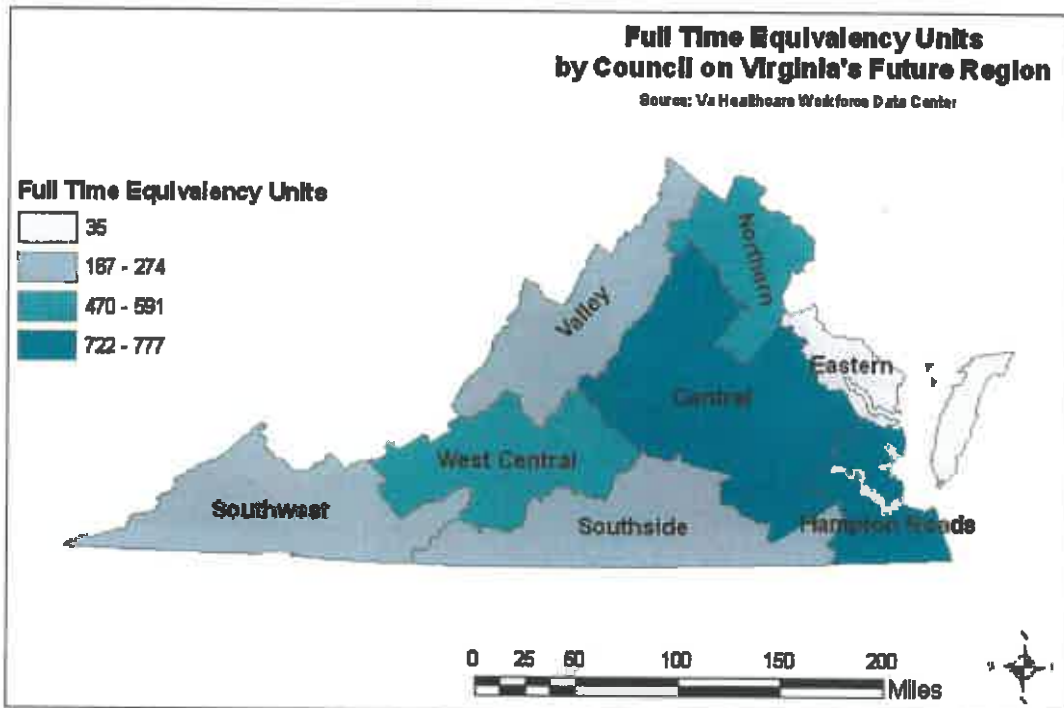 Full Time Equivalency Units
by Council on Virginia's Future Region
Source: Va Healthcare Workforce Data Center
Full Time Equivalency Units
35
167 - 274
470 - 591
722 - 777
Northern
Valley
Eastern
Central
West Central
Southwest
Southside
Hampton Roads
0 25 50 100 150 200
Miles